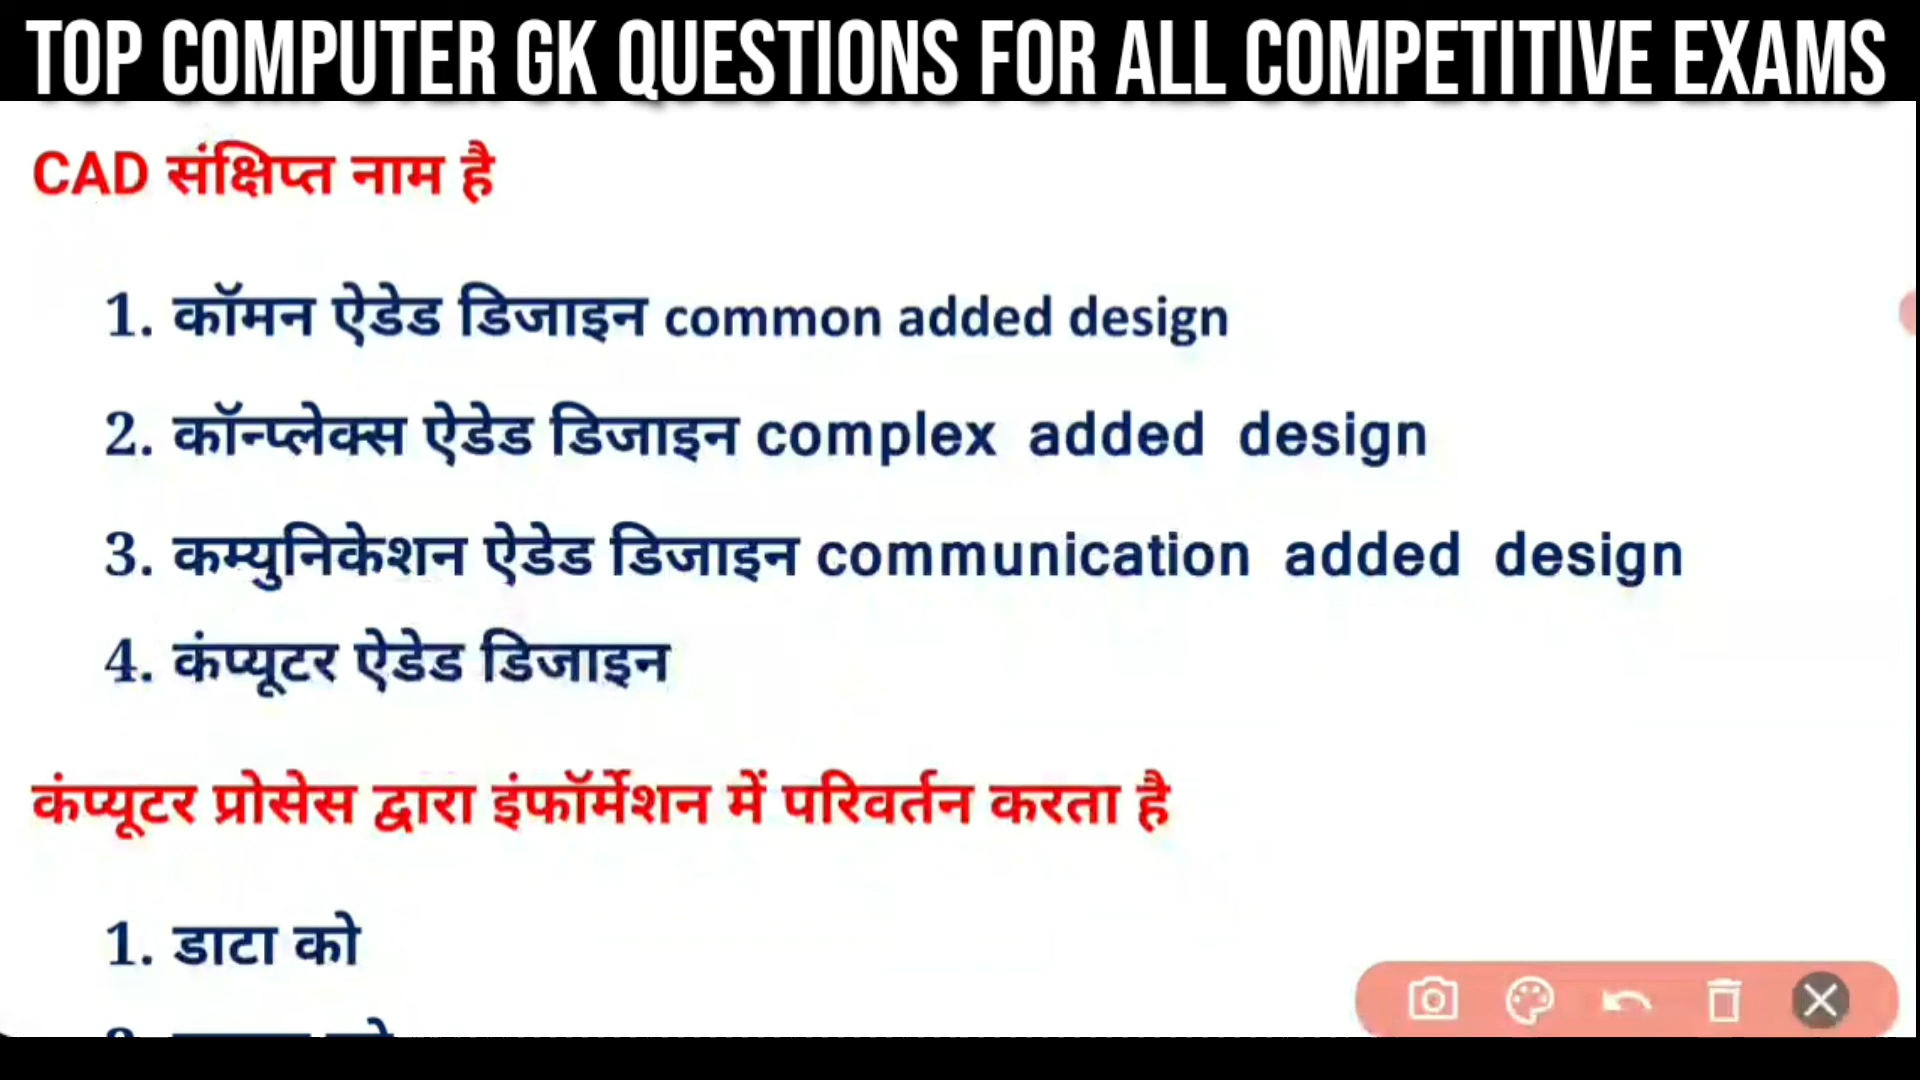 TOP COMPUTER GK QUESTIONS FOR ALL COMPETITIVE EXAMS
CAD संक्षिप्त नाम है
1. कॉमन ऐडेड डिजाइन common added design
2. कॉन्प्लेक्स ऐडेड डिजाइन complex added design
3. कम्युनिकेशन ऐडेड डिजाइन communication added design
4. कंप्यूटर ऐडेड डिजाइन
कंप्यूटर प्रोसेस द्वारा इंफॉर्मेशन में परिवर्तन करता है
1. डाटा को